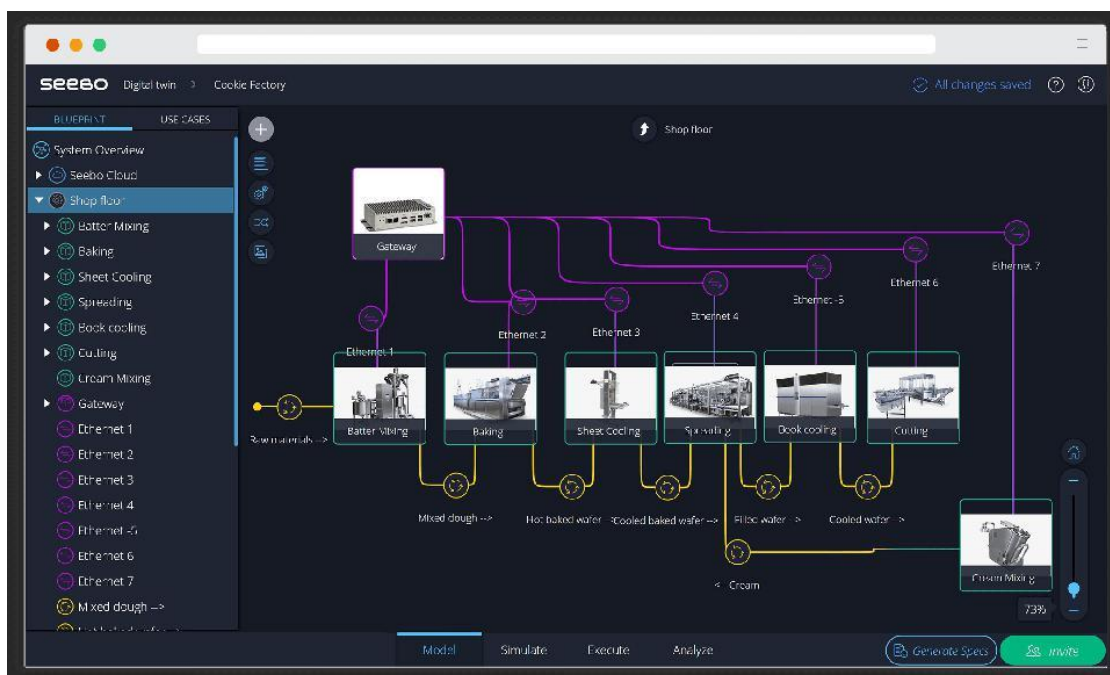 seebo Digital twin > Cookie Factory
All changes saved
BLUEPRINT USE CASES
System Overview
Seebo Cloud
Shop floor
Batter Mixing
Baking
Sheet Cooling
Spreading
Book cooling
Cutting
Cream Mixing
Gateway
Ethernet 1
Ethernet 2
Ethernet 3
Ethernet 4
Ethernet -5
Ethernet 6
Ethernet 7
Mixed dough -->
Shop floor
Gateway
Ethernet 7
Ethernet 6
Ethernet -5
Ethernet 4
Ethernet 3
Ethernet 2
Ethernet 1
Raw materials -->
Batter Mixing
Baking
Sheet Cooling
Spreading
Book cooling
Cutting
Mixed dough -->
Hot baked wafer
Cooled baked wafer -->
Filled wafer ->
Cooled wafer ->
< Cream
Cream Mixing
73%
Model Simulate Execute Analyze
Generate Specs
Invite